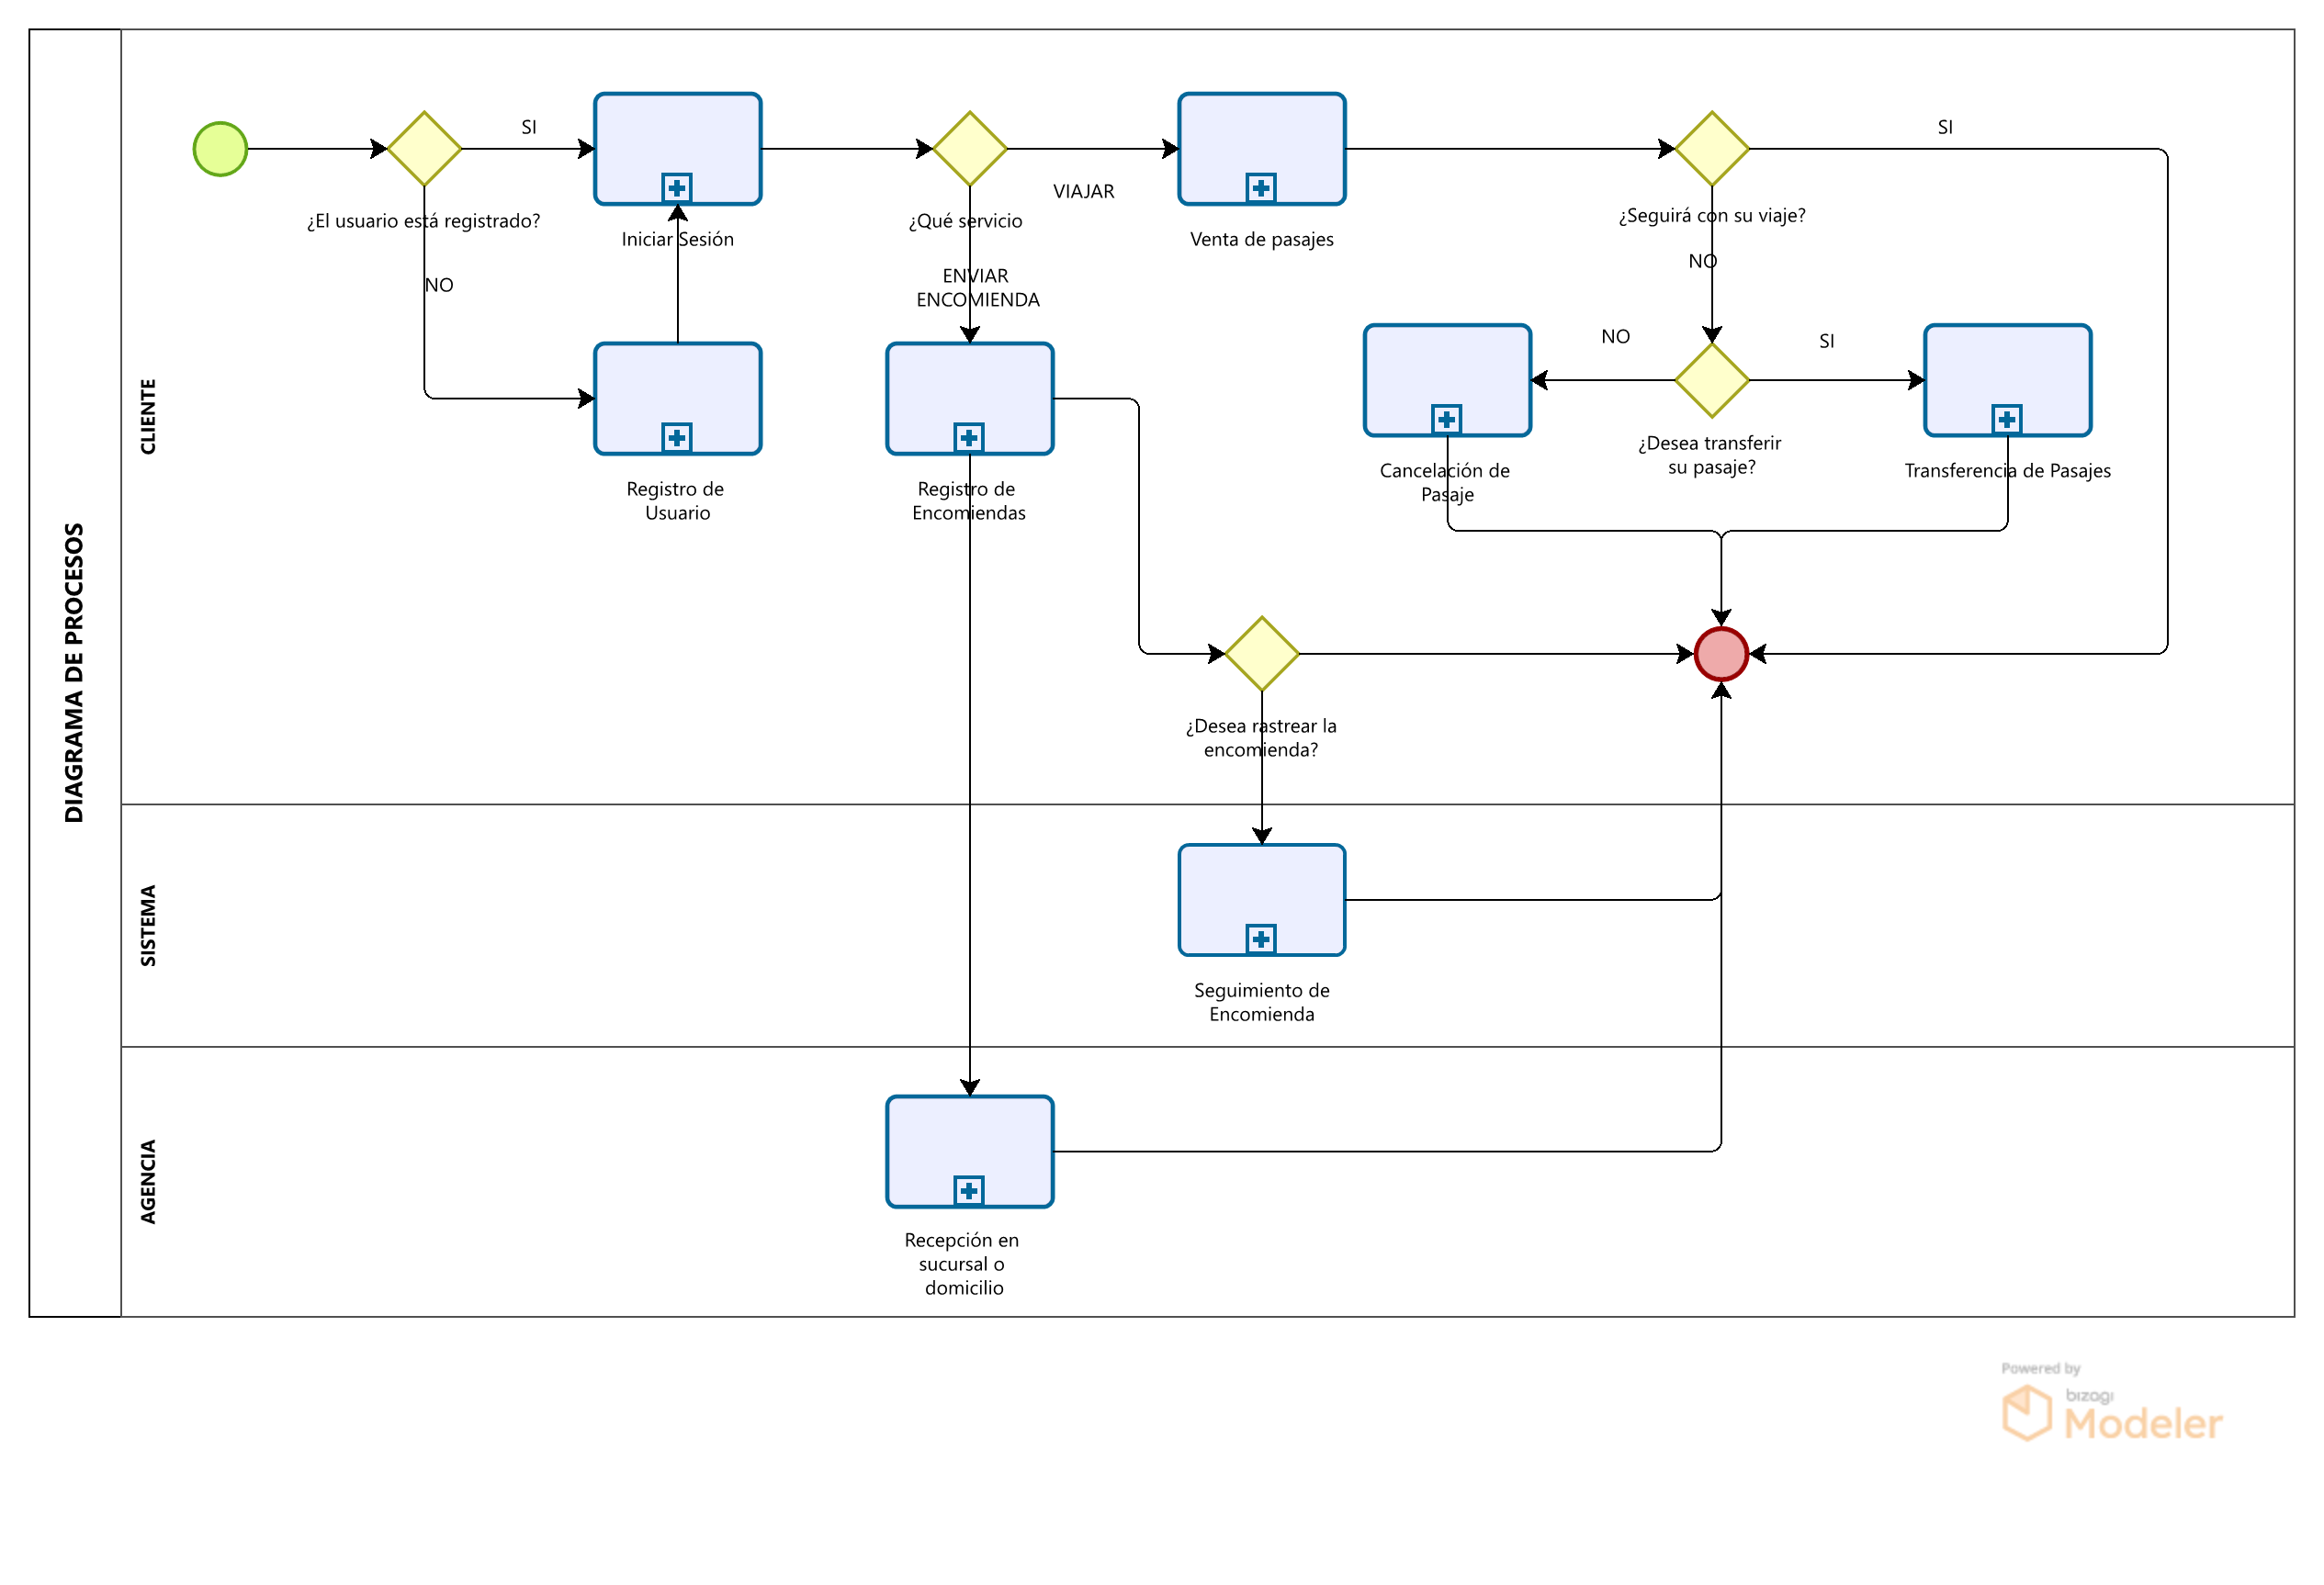 DIAGRAMA DE PROCESOS
CLIENTE
SI
¿El usuario está registrado?
NO
Iniciar Sesión
Registro de
Usuario
¿Qué servicio
VIAJAR
ENVIAR
ENCOMIENDA
Registro de
Encomiendas
Venta de pasajes
¿Seguirá con su viaje?
SI
NO
NO
SI
¿Desea transferir
su pasaje?
Cancelación de
Pasaje
Transferencia de Pasajes
¿Desea rastrear la
encomienda?
SISTEMA
Seguimiento de
Encomienda
AGENCIA
Recepción en
sucursal o
domicilio
Powered by
bizagi
Modeler